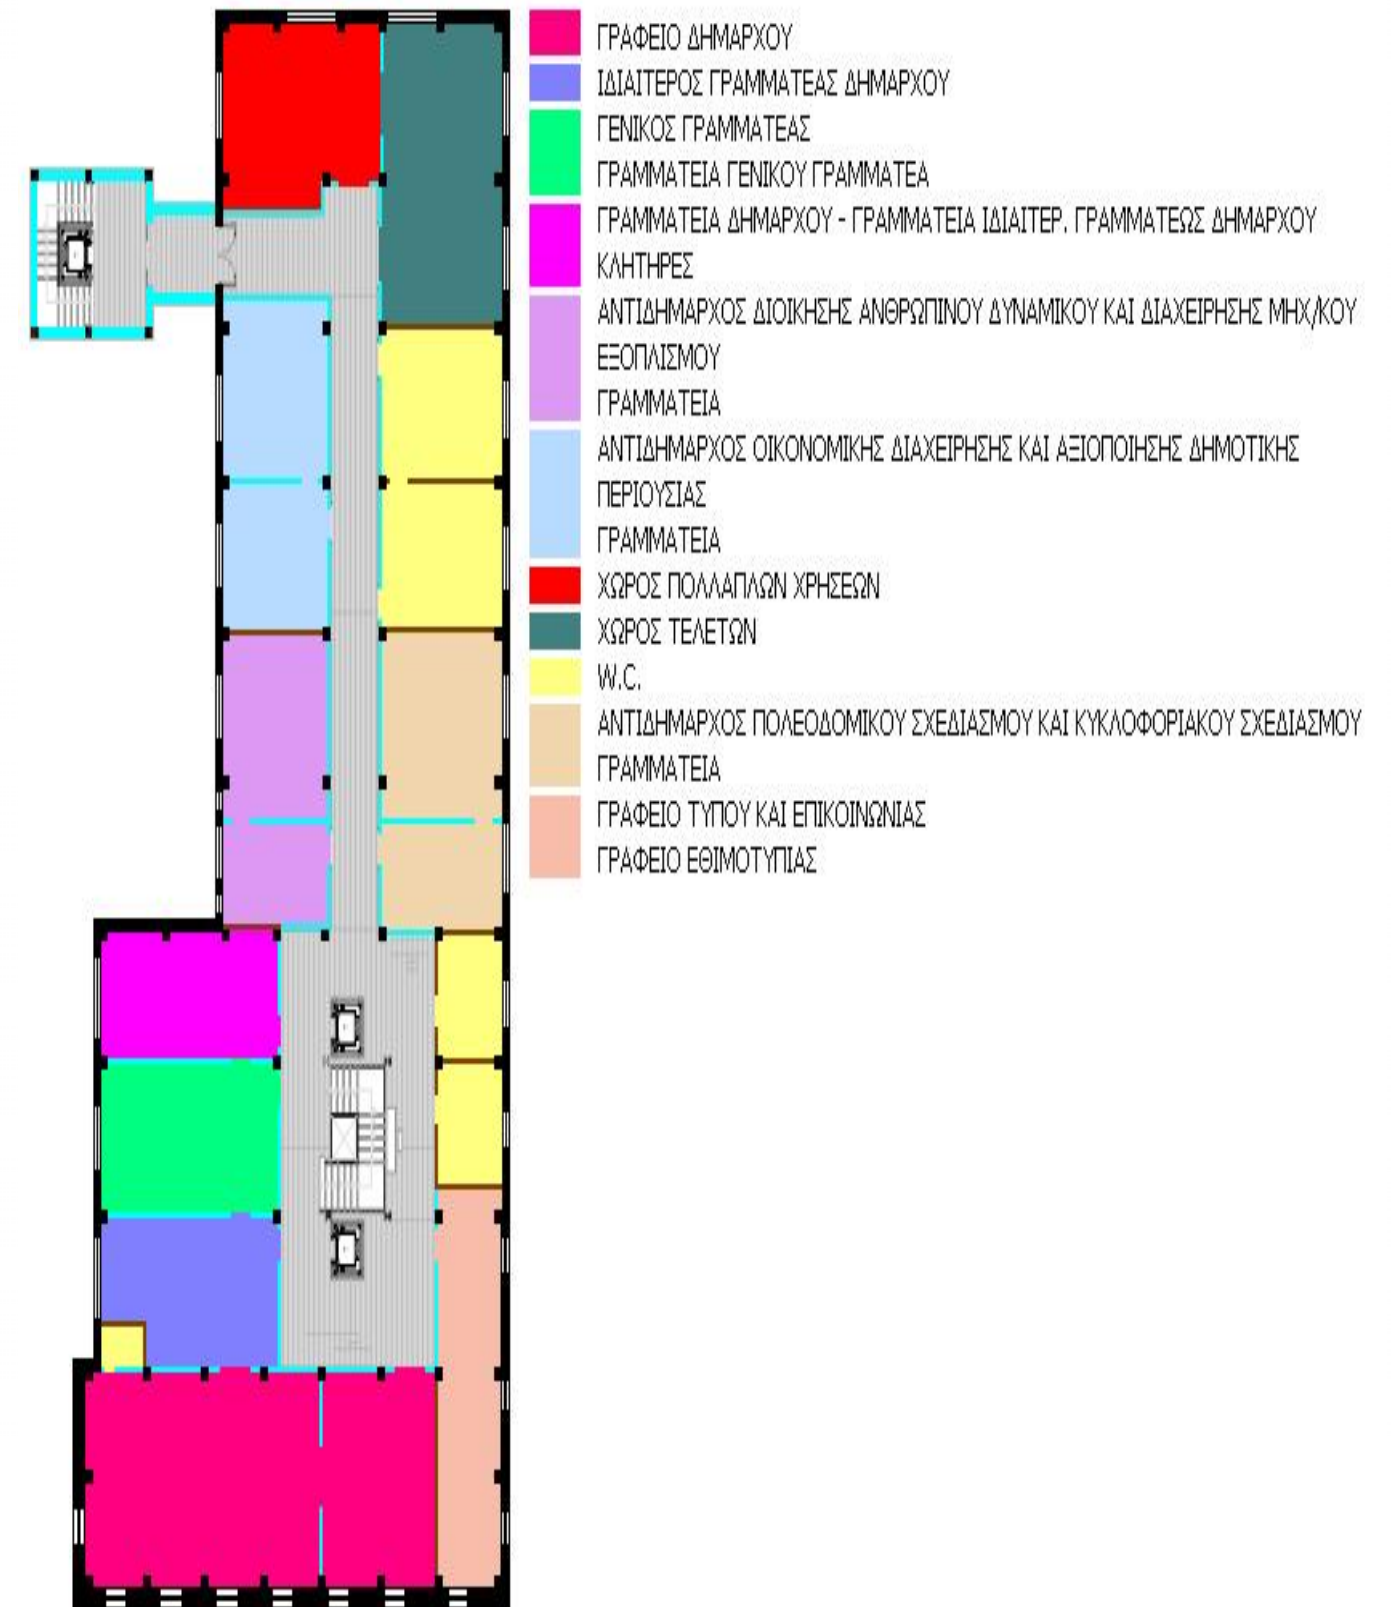 ΓΡΑΦΕΙΟ ΔΗΜΑΡΧΟΥ
ΙΔΙΑΙΤΕΡΟΣ ΓΡΑΜΜΑΤΕΑΣ ΔΗΜΑΡΧΟΥ
ΓΕΝΙΚΟΣ ΓΡΑΜΜΑΤΕΑΣ
ΓΡΑΜΜΑΤΕΙΑ ΓΕΝΙΚΟΥ ΓΡΑΜΜΑΤΕΑ
ΓΡΑΜΜΑΤΕΙΑ ΔΗΜΑΡΧΟΥ - ΓΡΑΜΜΑΤΕΙΑ ΙΔΙΑΙΤΕΡ. ΓΡΑΜΜΑΤΕΩΣ ΔΗΜΑΡΧΟΥ
ΚΛΗΤΗΡΕΣ
ΑΝΤΙΔΗΜΑΡΧΟΣ ΔΙΟΙΚΗΣΗΣ ΑΝΘΡΩΠΙΝΟΥ ΔΥΝΑΜΙΚΟΥ ΚΑΙ ΔΙΑΧΕΙΡΗΣΗΣ ΜΗΧ/ΚΟΥ
ΕΞΟΠΛΙΣΜΟΥ
ΓΡΑΜΜΑΤΕΙΑ
ΑΝΤΙΔΗΜΑΡΧΟΣ ΟΙΚΟΝΟΜΙΚΗΣ ΔΙΑΧΕΙΡΗΣΗΣ ΚΑΙ ΑΞΙΟΠΟΙΗΣΗΣ ΔΗΜΟΤΙΚΗΣ
ΠΕΡΙΟΥΣΙΑΣ
ΓΡΑΜΜΑΤΕΙΑ
ΧΩΡΟΣ ΠΟΛΛΑΠΛΩΝ ΧΡΗΣΕΩΝ
ΧΩΡΟΣ ΤΕΛΕΤΩΝ
W.C.
ΑΝΤΙΔΗΜΑΡΧΟΣ ΠΟΛΕΟΔΟΜΙΚΟΥ ΣΧΕΔΙΑΣΜΟΥ ΚΑΙ ΚΥΚΛΟΦΟΡΙΑΚΟΥ ΣΧΕΔΙΑΣΜΟΥ
ΓΡΑΜΜΑΤΕΙΑ
ΓΡΑΦΕΙΟ ΤΥΠΟΥ ΚΑΙ ΕΠΙΚΟΙΝΩΝΙΑΣ
ΓΡΑΦΕΙΟ ΕΘΙΜΟΤΥΠΙΑΣ